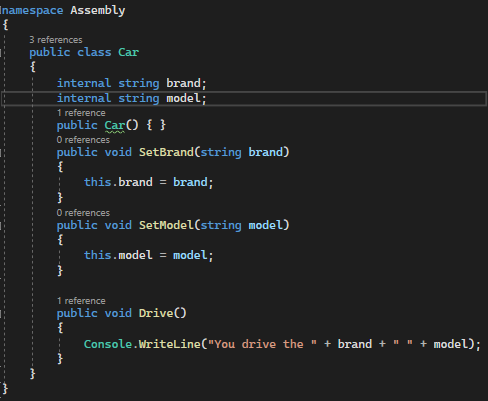 namespace Assembly
{
3 references
public class Car
{
internal string brand;
internal string model;
1 reference
public Car() { }
0 references
public void SetBrand(string brand)
{
this.brand = brand;
}
0 references
public void SetModel(string model)
{
this.model = model;
}
1 reference
public void Drive()
{
Console.WriteLine("You drive the " + brand + " " + model);
}
}
}